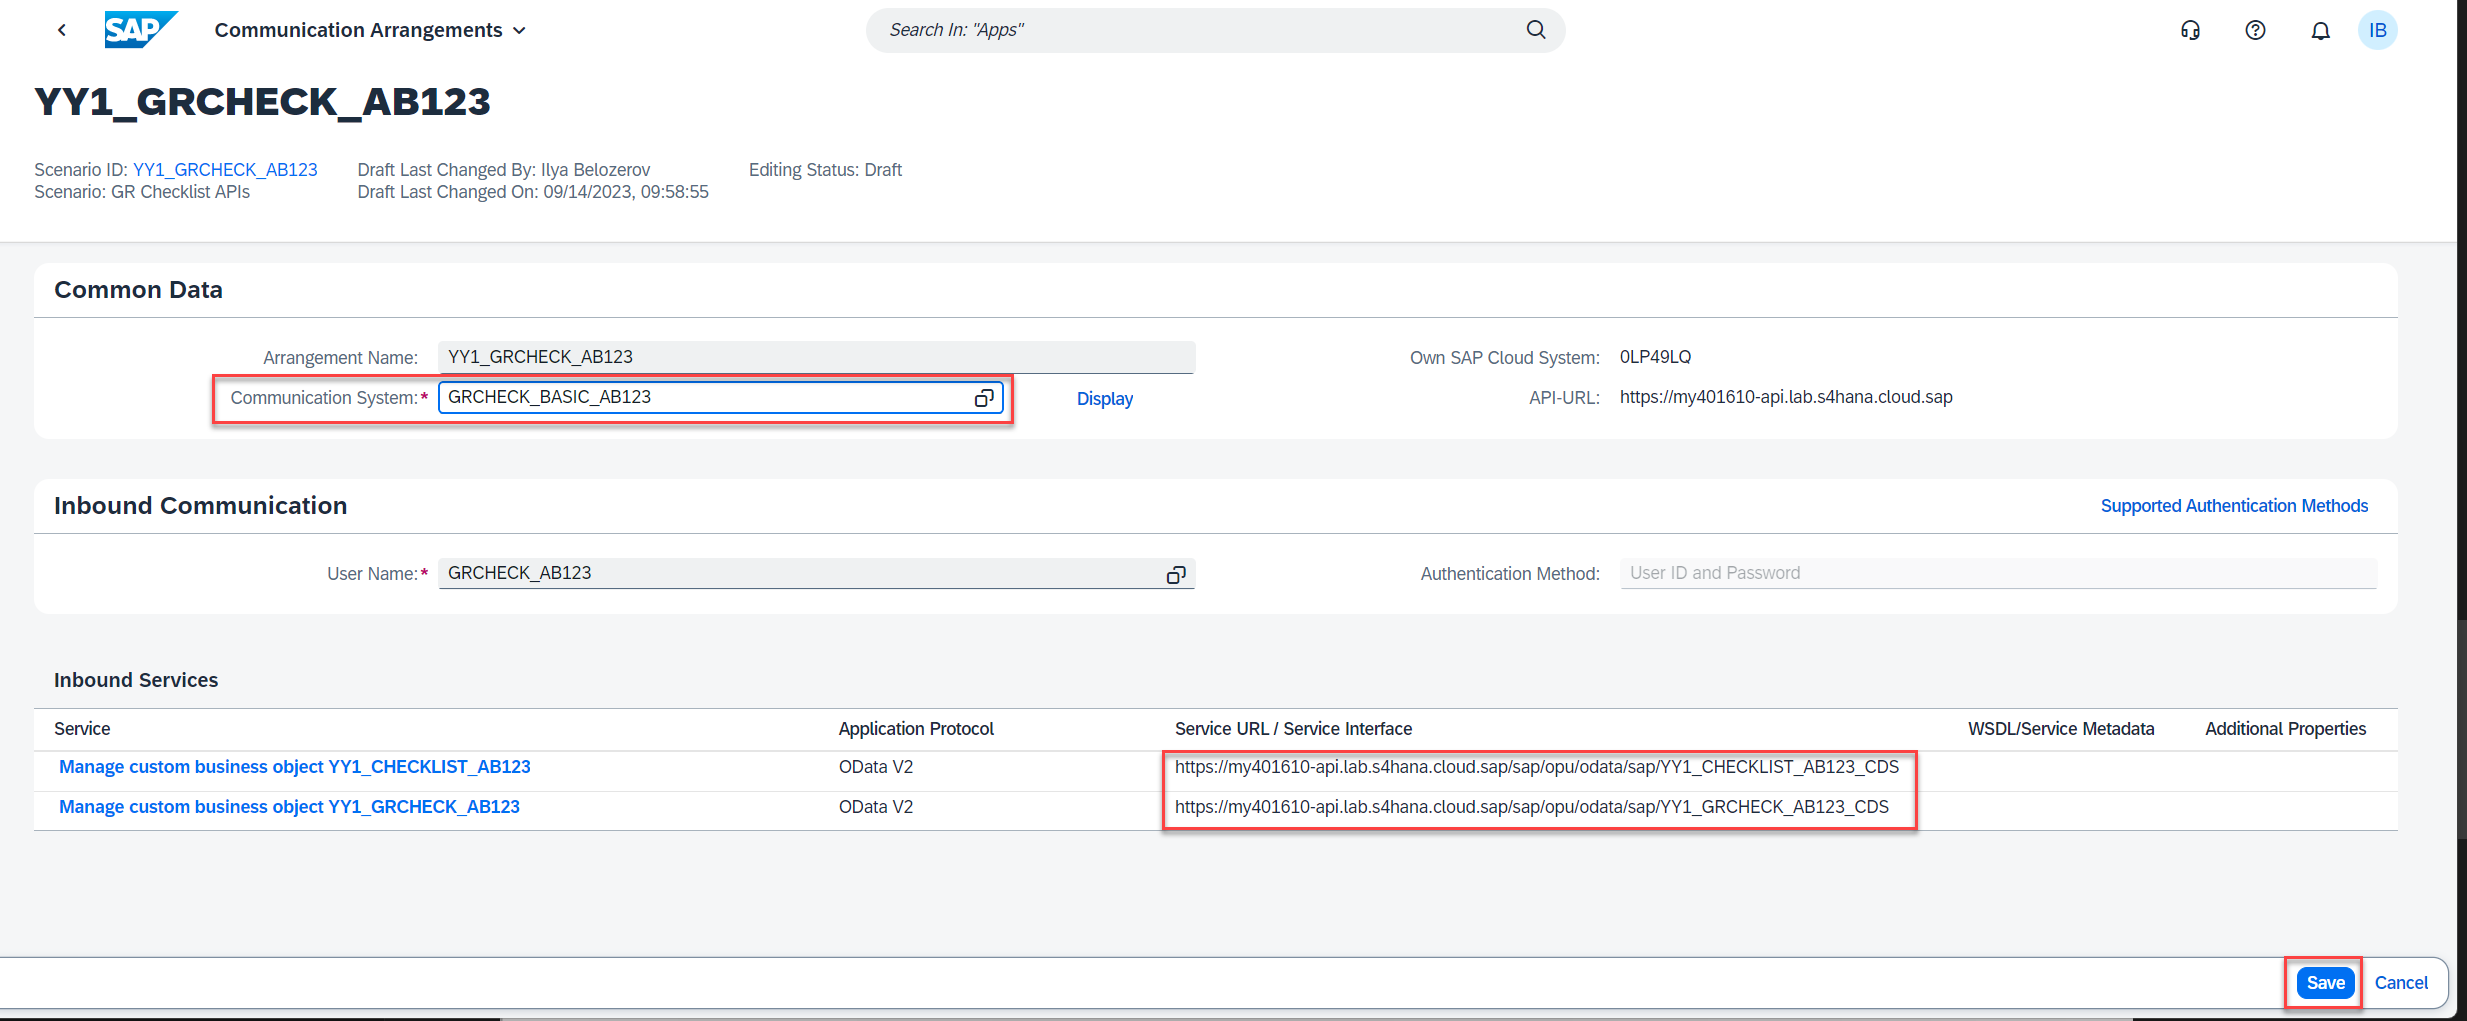 SAP
Communication Arrangements
Search In: "Apps"
IB
YY1_GRCHECK_AB123
Scenario ID: YY1_GRCHECK_AB123
Scenario: GR Checklist APIs
Draft Last Changed By: Ilya Belozerov
Draft Last Changed On: 09/14/2023, 09:58:55
Editing Status: Draft
Common Data
Arrangement Name: YY1_GRCHECK_AB123
Communication System:* GRCHECK_BASIC_AB123
Display
Own SAP Cloud System: 0LP49LQ
API-URL: https://my401610-api.lab.s4hana.cloud.sap
Inbound Communication
Supported Authentication Methods
User Name:* GRCHECK_AB123
Authentication Method: User ID and Password
Inbound Services
Service Application Protocol Service URL / Service Interface WSDL/Service Metadata Additional Properties
Manage custom business object YY1_CHECKLIST_AB123 OData V2 https://my401610-api.lab.s4hana.cloud.sap/sap/opu/odata/sap/YY1_CHECKLIST_AB123_CDS
Manage custom business object YY1_GRCHECK_AB123 OData V2 https://my401610-api.lab.s4hana.cloud.sap/sap/opu/odata/sap/YY1_GRCHECK_AB123_CDS
Save Cancel